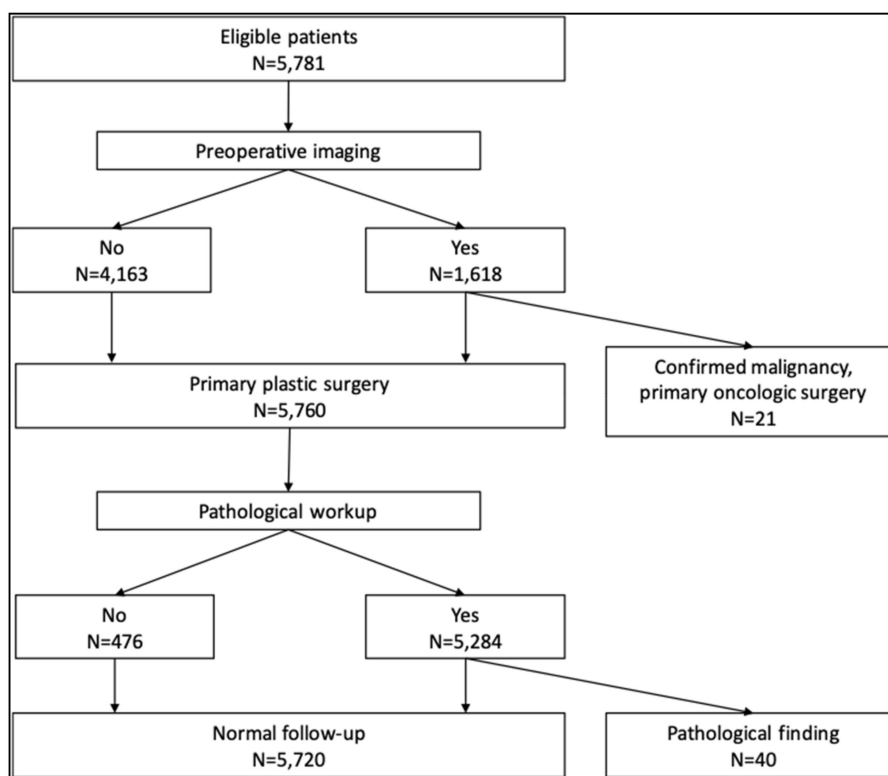 Eligible patients
N=5,781
Preoperative imaging
No
N=4,163
Yes
N=1,618
Confirmed malignancy,
primary oncologic surgery
N=21
Primary plastic surgery
N=5,760
Pathological workup
No
N=476
Yes
N=5,284
Normal follow-up
N=5,720
Pathological finding
N=40